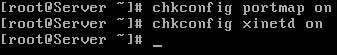 [root@Server ~]# chkconfig portmap on
[root@Server ~]# chkconfig xinetd on
[root@Server ~]# _